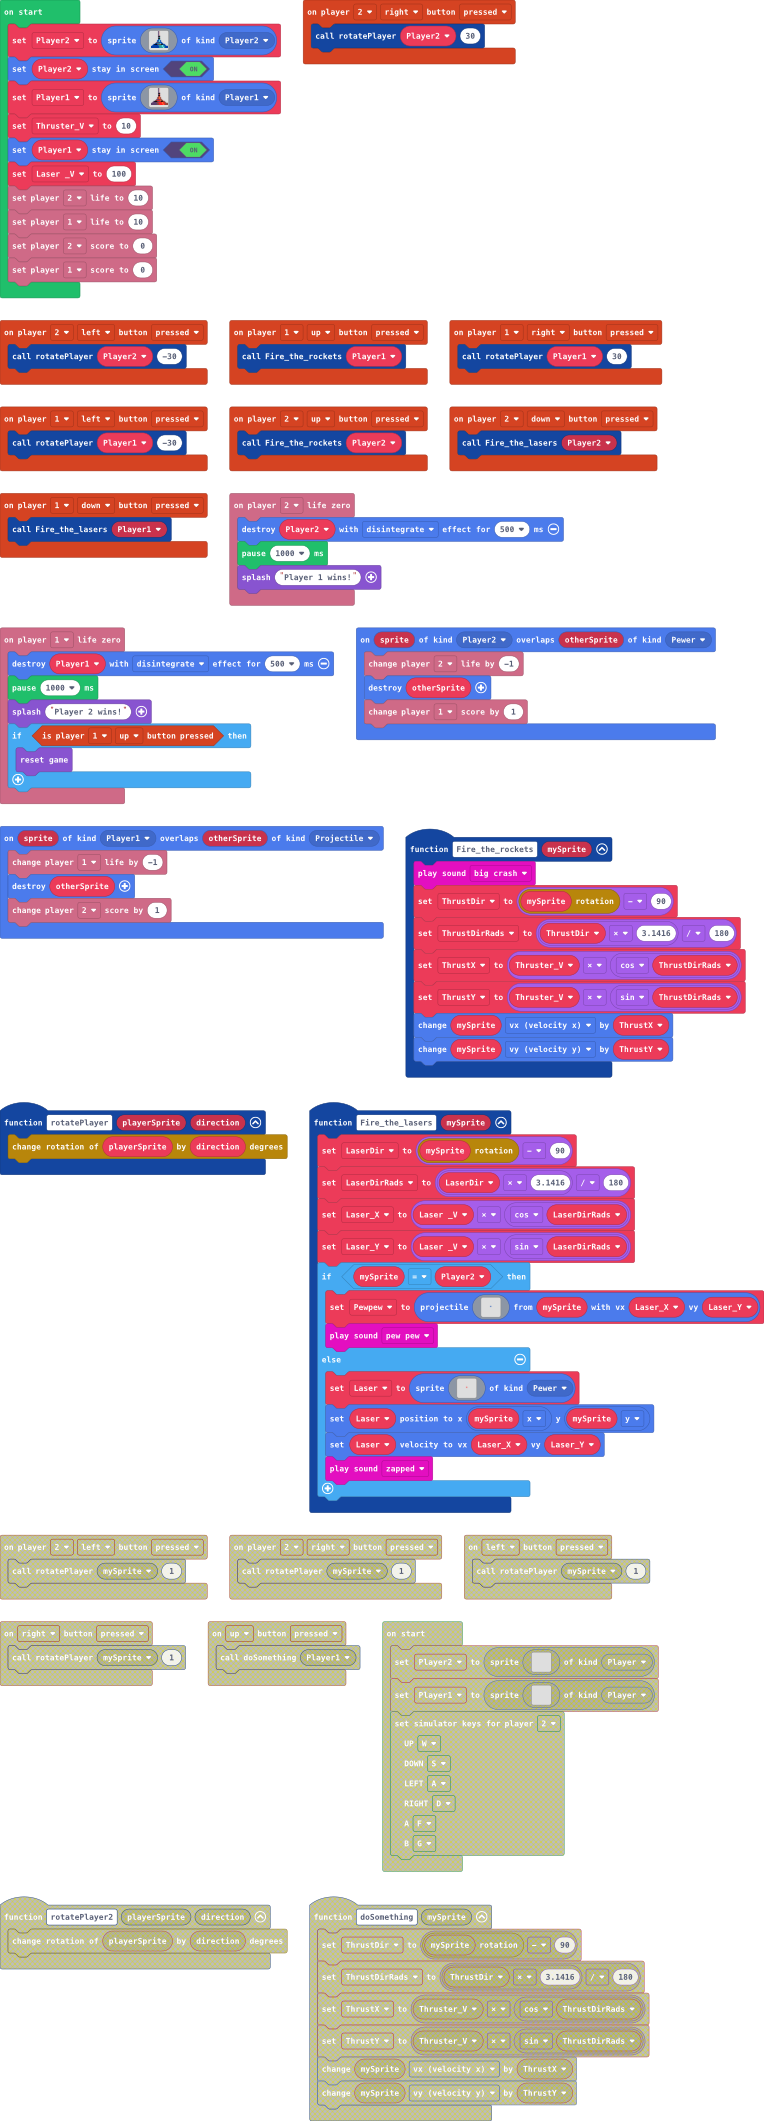 on start
set Player2 to sprite of kind Player2
set Player2 stay in screen ON
set Player1 to sprite of kind Player1
set Thruster_V to 10
set Player1 stay in screen ON
set Laser _V to 100
set player 2 life to 10
set player 1 life to 10
set player 2 score to 0
set player 1 score to 0
on player 2 right button pressed
call rotatePlayer Player2 30
on player 2 left button pressed
call rotatePlayer Player2 -30
on player 1 up button pressed
call Fire_the_rockets Player1
on player 1 right button pressed
call rotatePlayer Player1 30
on player 1 left button pressed
call rotatePlayer Player1 -30
on player 2 up button pressed
call Fire_the_rockets Player2
on player 2 down button pressed
call Fire_the_lasers Player2
on player 1 down button pressed
call Fire_the_lasers Player1
on player 2 life zero
destroy Player2 with disintegrate effect for 500 ms
pause 1000 ms
splash "Player 1 wins!"
on player 1 life zero
destroy Player1 with disintegrate effect for 500 ms
pause 1000 ms
splash "Player 2 wins!"
if is player 1 up button pressed then
reset game
on sprite of kind Player2 overlaps otherSprite of kind Pewer
change player 2 life by -1
destroy otherSprite
change player 1 score by 1
on sprite of kind Player1 overlaps otherSprite of kind Projectile
change player 1 life by -1
destroy otherSprite
change player 2 score by 1
function Fire_the_rockets mySprite
play sound big crash
set ThrustDir to mySprite rotation - 90
set ThrustDirRads to ThrustDir × 3.1416 / 180
set ThrustX to Thruster_V × cos ThrustDirRads
set ThrustY to Thruster_V × sin ThrustDirRads
change mySprite vx (velocity x) by ThrustX
change mySprite vy (velocity y) by ThrustY
function rotatePlayer playerSprite direction
change rotation of playerSprite by direction degrees
function Fire_the_lasers mySprite
set LaserDir to mySprite rotation - 90
set LaserDirRads to LaserDir × 3.1416 / 180
set Laser_X to Laser _V × cos LaserDirRads
set Laser_Y to Laser _V × sin LaserDirRads
if mySprite = Player2 then
set Pewpew to projectile from mySprite with vx Laser_X vy Laser_Y
play sound pew pew
else
set Laser to sprite of kind Pewer
set Laser position to x mySprite x y mySprite y
set Laser velocity to vx Laser_X vy Laser_Y
play sound zapped
on player 2 left button pressed
call rotatePlayer mySprite 1
on player 2 right button pressed
call rotatePlayer mySprite 1
on left button pressed
call rotatePlayer mySprite 1
on right button pressed
call rotatePlayer mySprite 1
on up button pressed
call doSomething Player1
on start
set Player2 to sprite of kind Player
set Player1 to sprite of kind Player
set simulator keys for player 2
UP W
DOWN S
LEFT A
RIGHT D
A F
B G
function rotatePlayer2 playerSprite direction
change rotation of playerSprite by direction degrees
function doSomething mySprite
set ThrustDir to mySprite rotation - 90
set ThrustDirRads to ThrustDir × 3.1416 / 180
set ThrustX to Thruster_V × cos ThrustDirRads
set ThrustY to Thruster_V × sin ThrustDirRads
change mySprite vx (velocity x) by ThrustX
change mySprite vy (velocity y) by ThrustY